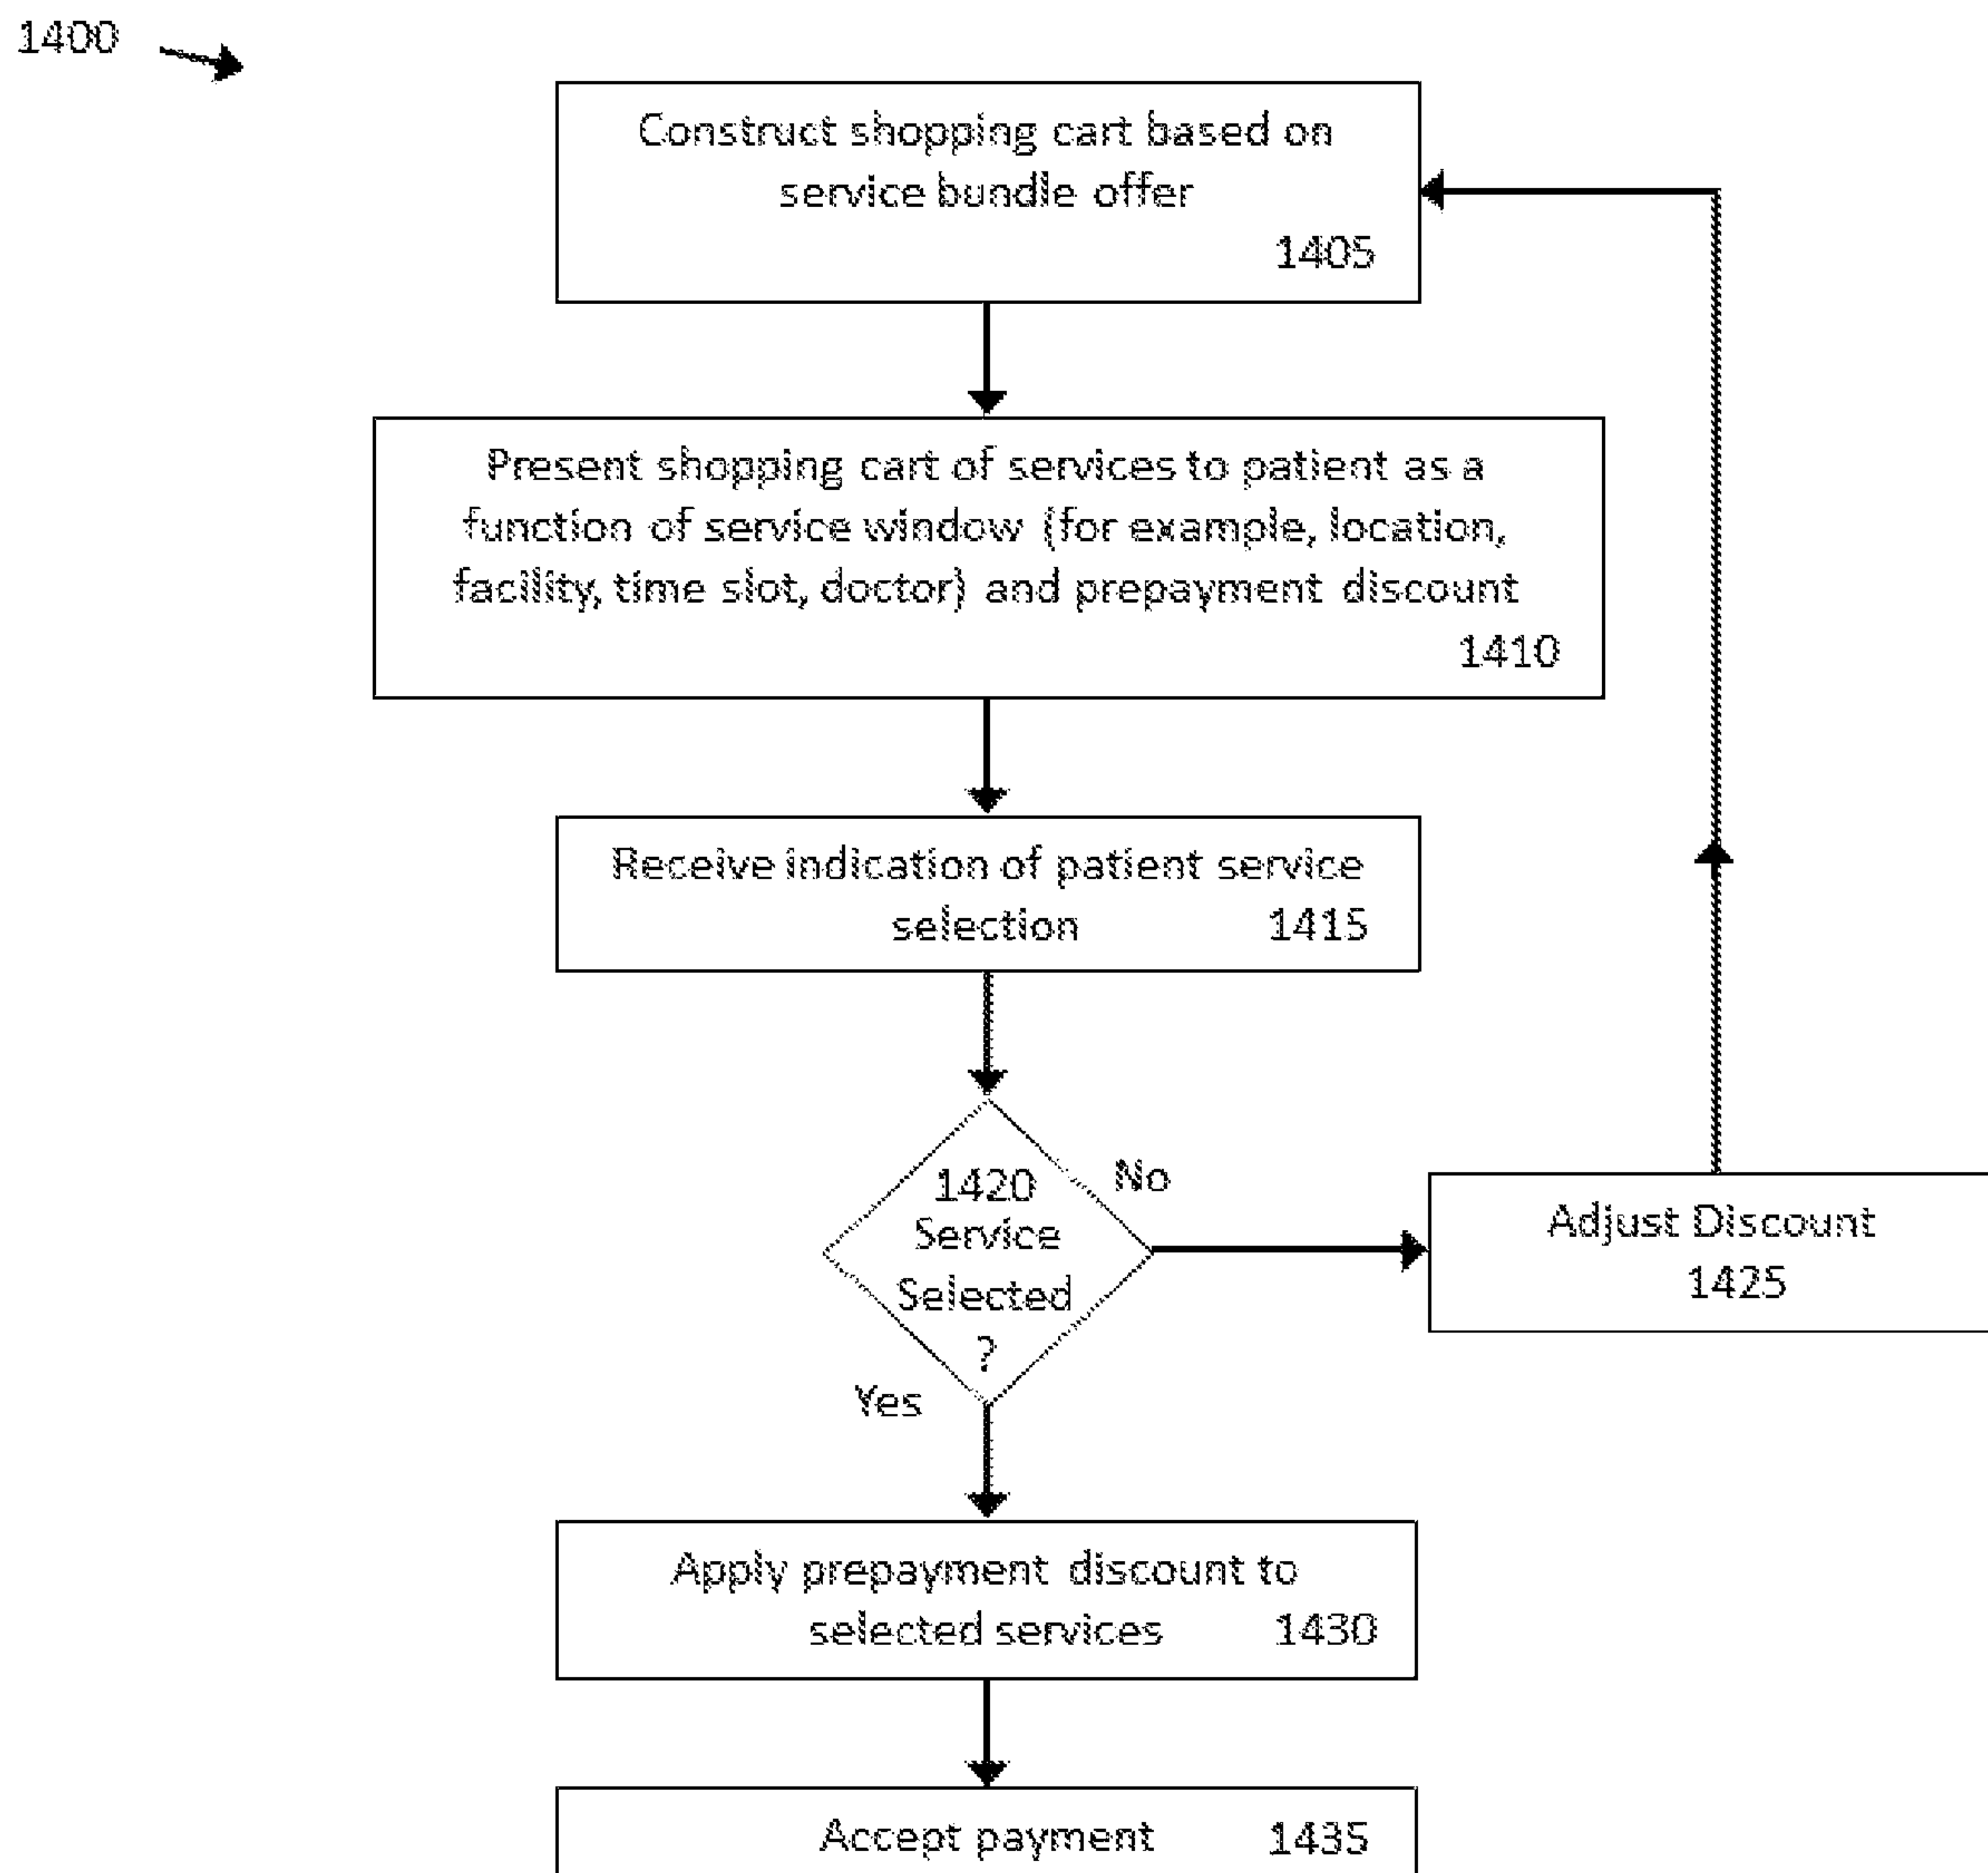 1400
Construct shopping cart based on
service bundle offer
1405
Present shopping cart of services to patient as a
function of service window (for example, location,
facility, time slot, doctor) and prepayment discount
1410
Receive indication of patient service
selection 1415
1420
Service
Selected
?
No
Adjust Discount
1425
Yes
Apply prepayment discount to
selected services 1430
Accept payment 1435